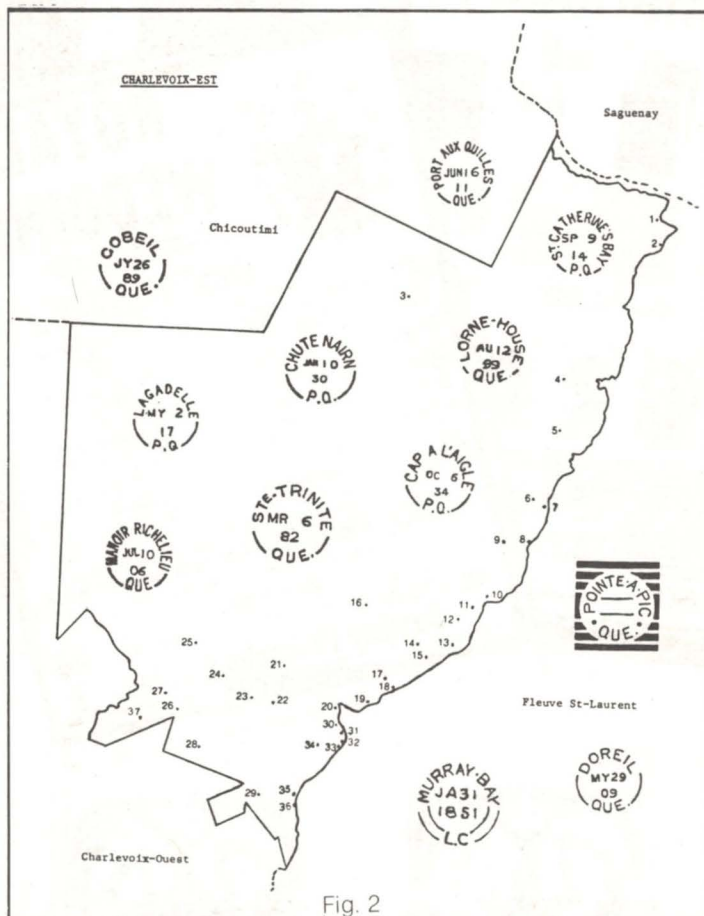 CHARLEVOIX-EST
Saguenay
PORT AUX QUILLES
JUN 16
11
QUE.
Chicoutimi
GOBEIL
JY 26
89
QUE.
ST. CATHERINE'S BAY
SP 9
14
P.Q.
1
2
3
CHUTE NAIRN
JAN 10
30
P.Q.
-LORNE-HOUSE-
AU 12
99
QUE
4
LAGADELLE
MY 2
17
P.Q
5
CAP A L'AIGLE
OC 6
34
P.Q.
STE-TRINITE
MR 6
82
QUE.
6
7
MANOIR RICHELIEU
JUL 10
06
QUE
9
8
POINTE-A-PIC
QUE.
16
10
11
12
25
14
13
15
21
24
17
18
27
23
22
19
26
20
Fleuve St-Laurent
37
30
31
28
34
33
32
29
35
36
MURRAY-BAY
JA 31
1851
L.C
DOREIL
MY 29
09
QUE.
Charlevoix-Ouest
Fig. 2